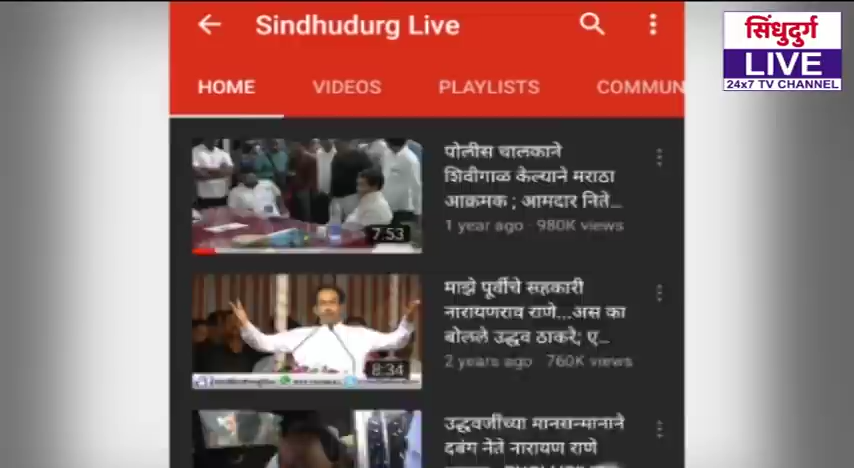 Sindhudurg Live
सिंधुदुर्ग
LIVE
24x7 TV CHANNEL
HOME VIDEOS PLAYLISTS COMMUN
पोलीस चालकाने
शिवीगाळ केल्याने मराठा
आक्रमक ; आमदार निते...
1 year ago · 980K views
7:53
माझे पूर्वीचे सहकारी
नारायणराव राणे...अस का
बोलले उद्धव ठाकरे; ए...
2 years ago · 760K views
8:34
उद्धवजींच्या मानसन्मानाने
दबंग नेते नारायण राणे